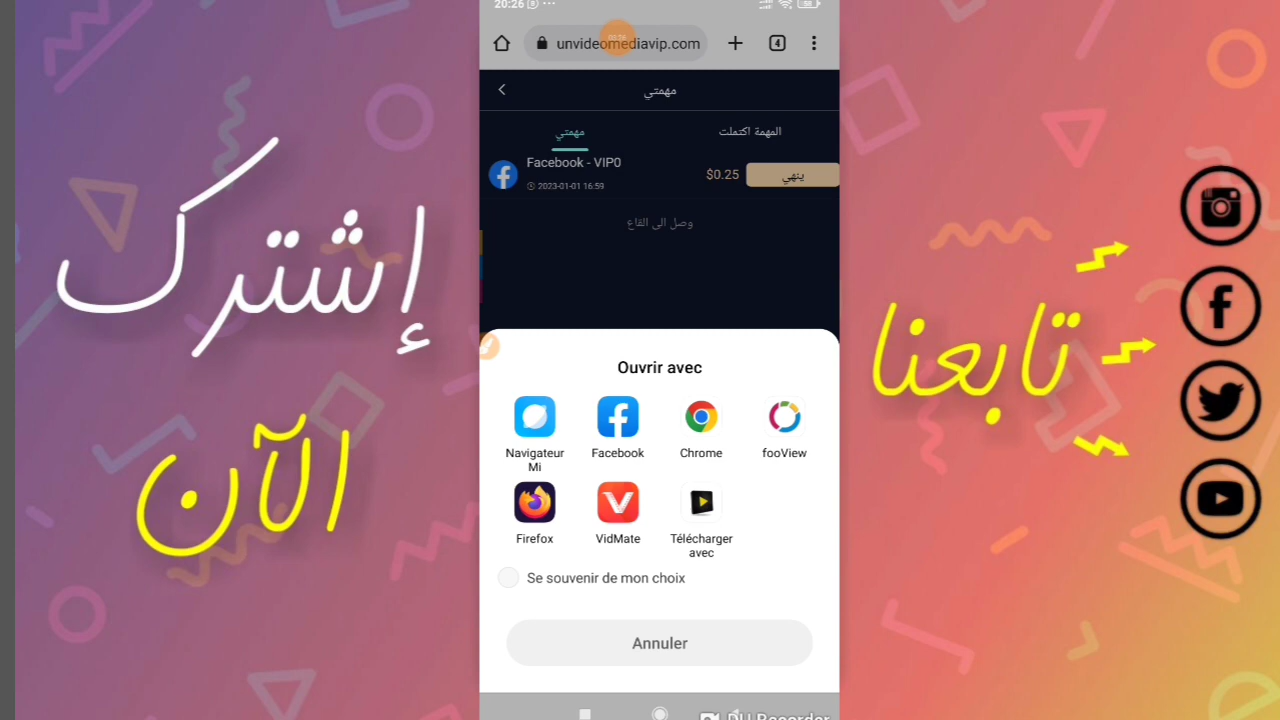 إشترك
الآن
20:26
unvideomediavip.com
4
مهمتي
مهمتي
المهمة اكتملت
Facebook - VIP0
2023-01-01 16:59
$0.25
ينهي
وصل الى القاع
Ouvrir avec
Navigateur Mi
Facebook
Chrome
fooView
Firefox
VidMate
Télécharger avec
Se souvenir de mon choix
Annuler
DU Recorder
تابعنا